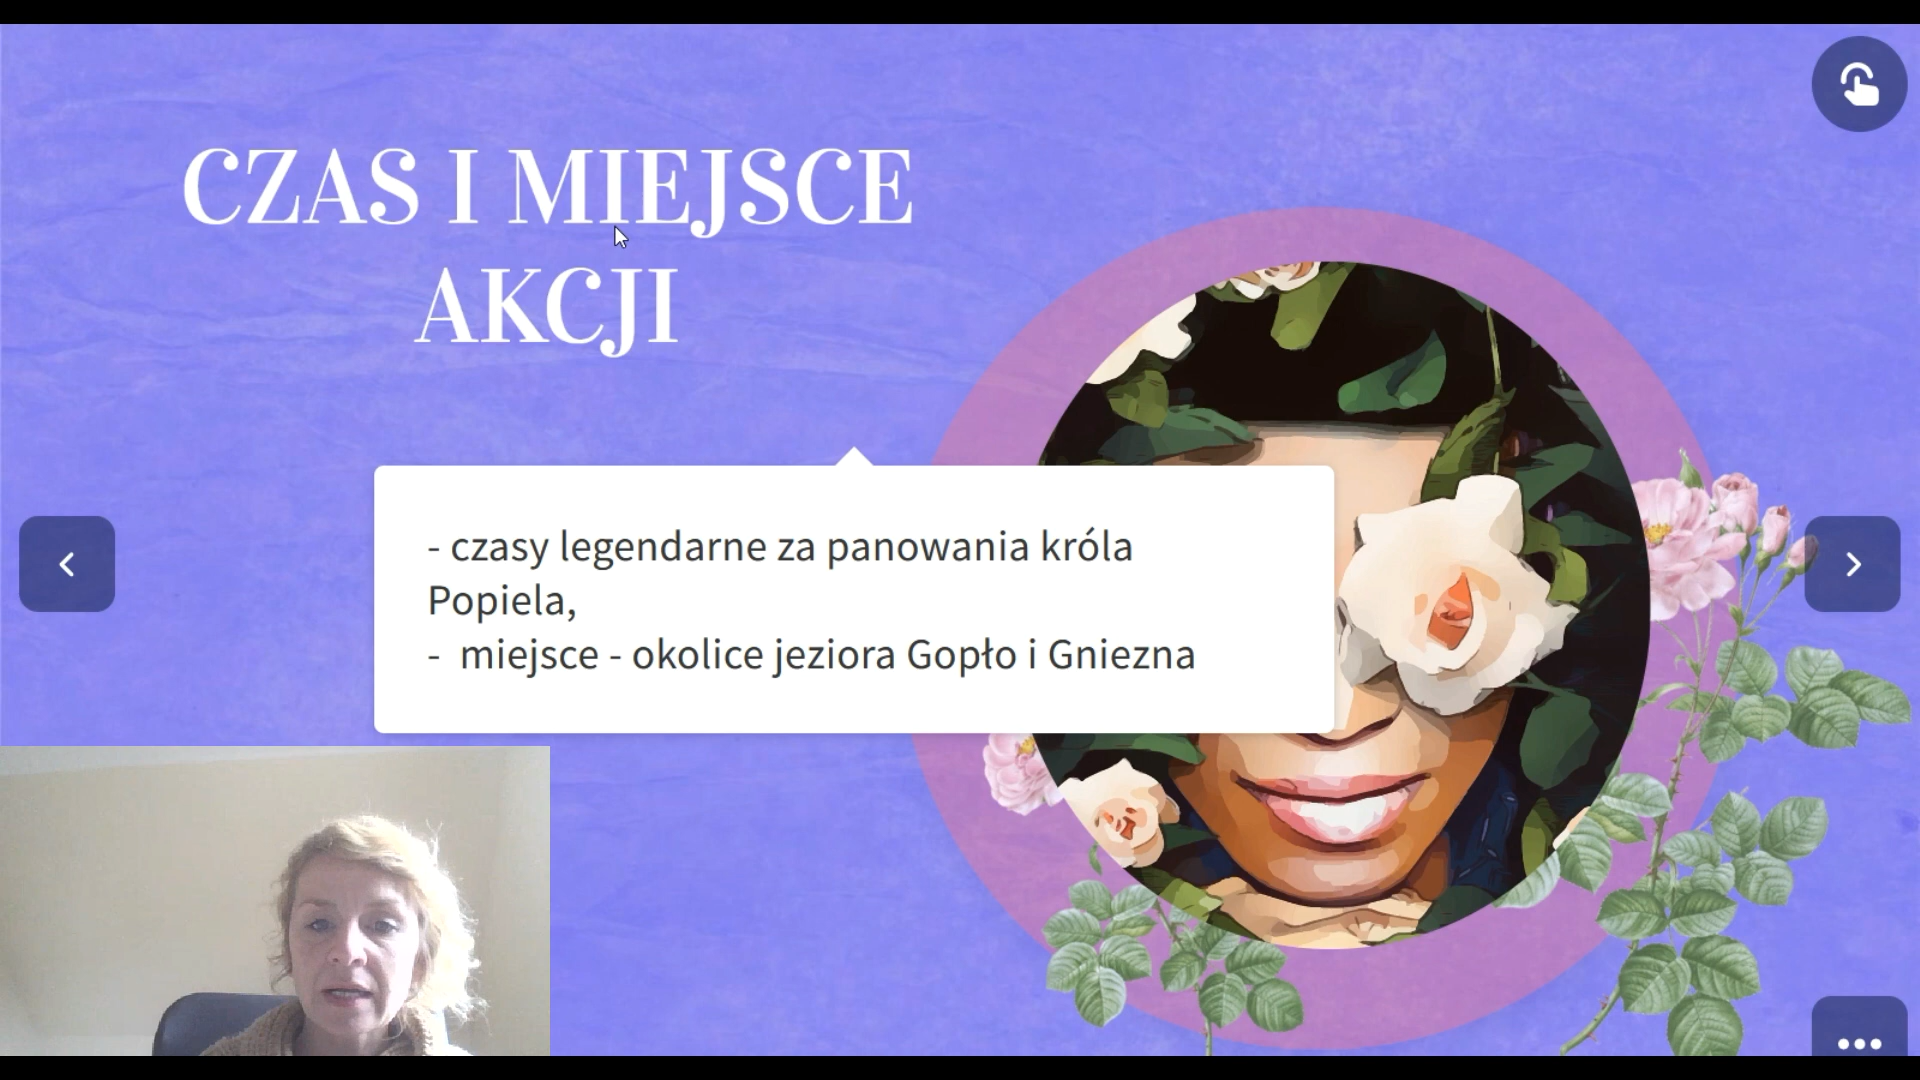 CZAS I MIEJSCE
AKCJI
- czasy legendarne za panowania króla
Popiela,
-  miejsce - okolice jeziora Gopło i Gniezna